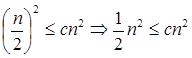 (n/2)² ≤ cn² ⇒ 1/2 n² ≤ cn²